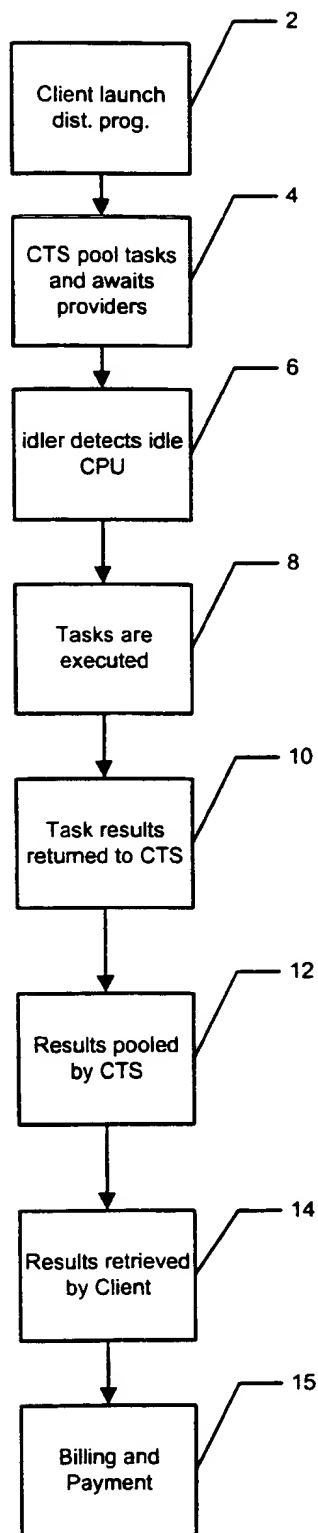 2
Client launch
dist. prog.
4
CTS pool tasks
and awaits
providers
6
idler detects idle
CPU
8
Tasks are
executed
10
Task results
returned to CTS
12
Results pooled
by CTS
14
Results retrieved
by Client
15
Billing and
Payment